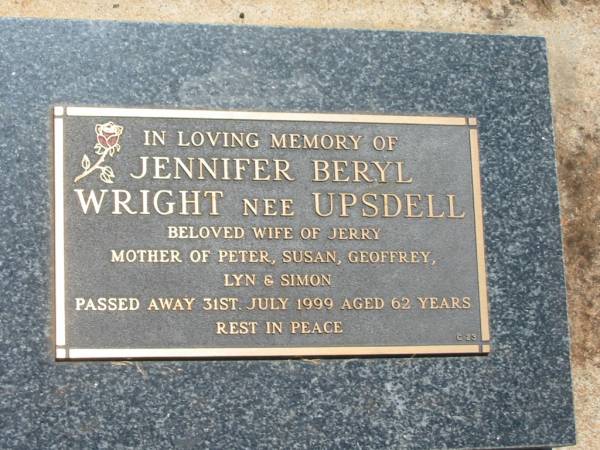 IN LOVING MEMORY OF
JENNIFER BERYL
WRIGHT NEE UPSDELL
BELOVED WIFE OF JERRY
MOTHER OF PETER, SUSAN, GEOFFREY,
LYN & SIMON
PASSED AWAY 31ST. JULY 1999 AGED 62 YEARS
REST IN PEACE
C-23